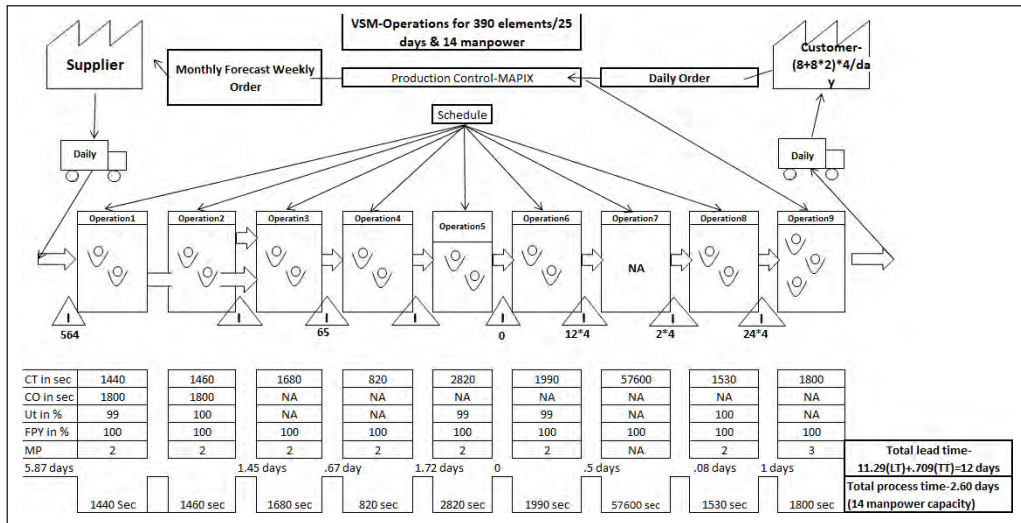 VSM-Operations for 390 elements/25
days & 14 manpower
Supplier
Monthly Forecast Weekly
Order
Production Control-MAPIX
Daily Order
Customer-
(8+8*2)*4/da
y
Schedule
Daily
Daily
Operation1
Operation2
Operatin3
Operation4
Operation5
Operation6
Operation7
Operation8
Operation9
NA
I I I I I I I I
564 65 0 12*4 2*4 24*4
CT in sec 1440 1460 1680 820 2820 1990 57600 1530 1800
CO in sec 1800 1800 NA NA NA NA NA NA NA
Ut in % 99 100 NA NA 99 99 NA 100 NA
FPY in % 100 100 100 100 100 100 100 100 100
MP 2 2 2 2 2 2 NA 2 3
5.87 days 1.45 days .67 day 1.72 days 0 .5 days .08 days 1 days
1440 Sec 1460 sec 1680 sec 820 sec 2820 sec 1990 sec 57600 sec 1530 sec 1800 sec
Total lead time-
11.29(LT)+.709(TT)=12 days
Total process time-2.60 days
(14 manpower capacity)